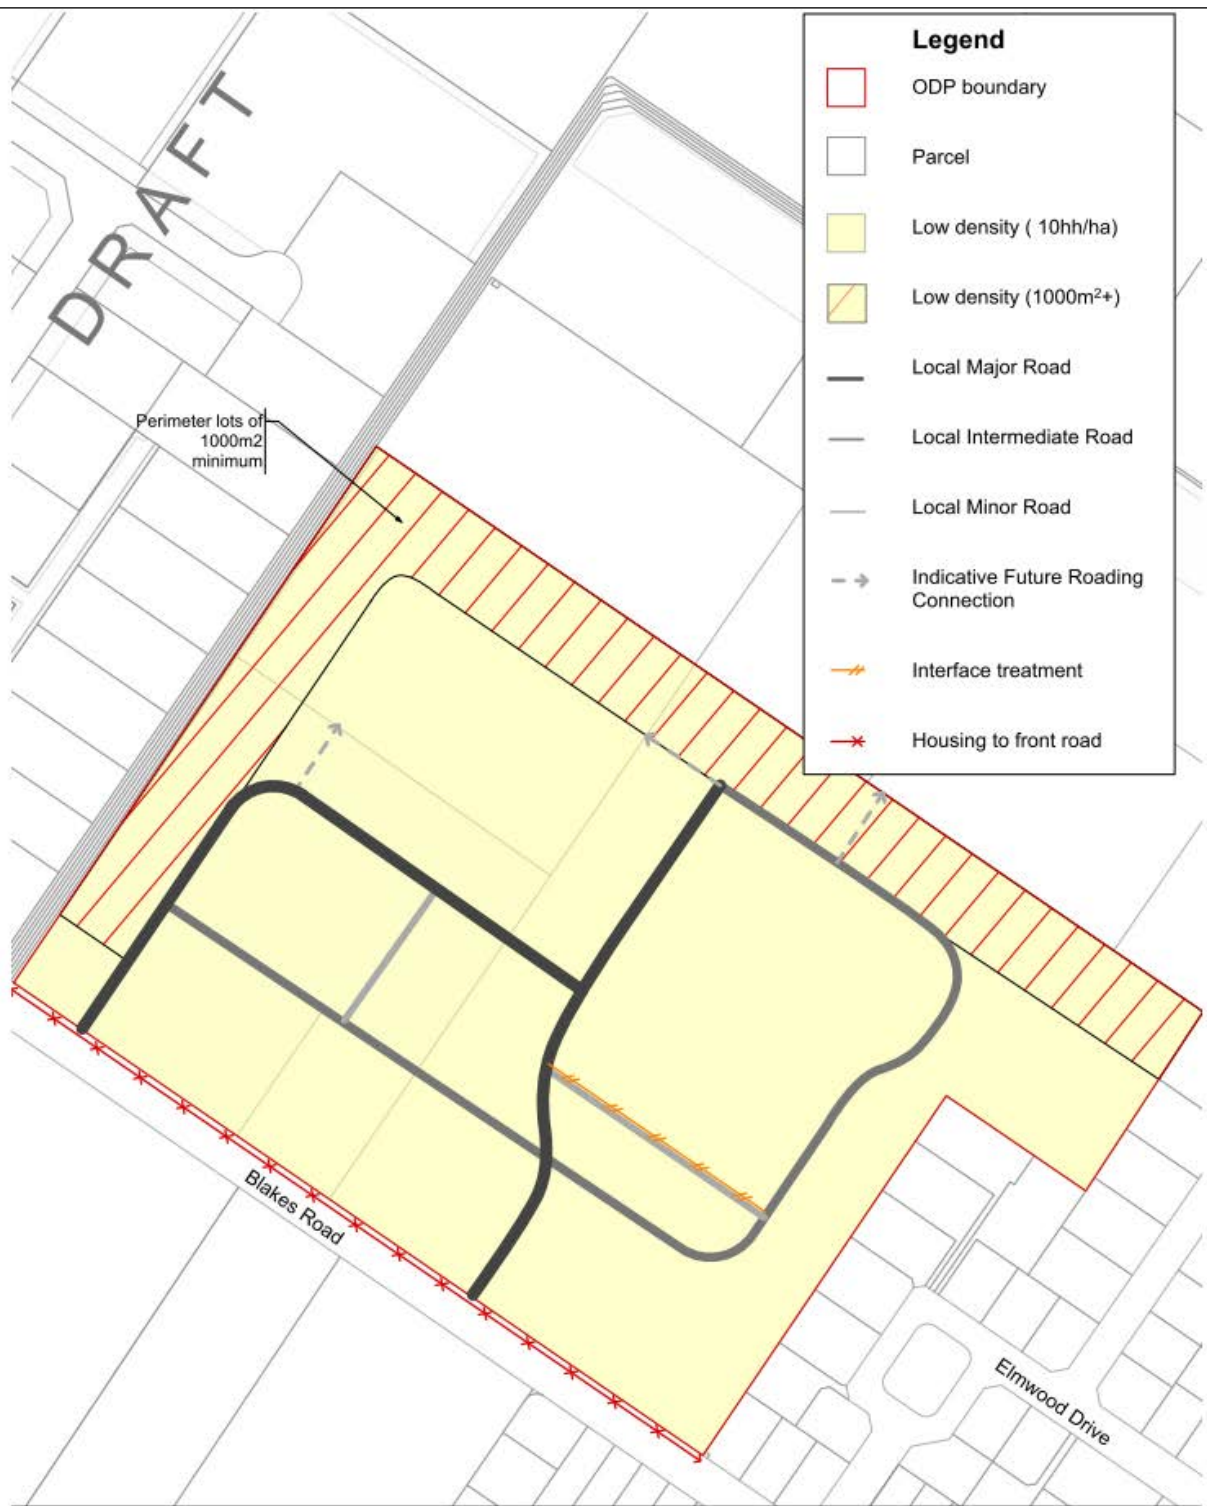 DRAFT
Perimeter lots of
1000m2
minimum
Blakes Road
Elmwood Drive
Legend
ODP boundary
Parcel
Low density ( 10hh/ha)
Low density (1000m²+)
Local Major Road
Local Intermediate Road
Local Minor Road
Indicative Future Roading
Connection
Interface treatment
Housing to front road